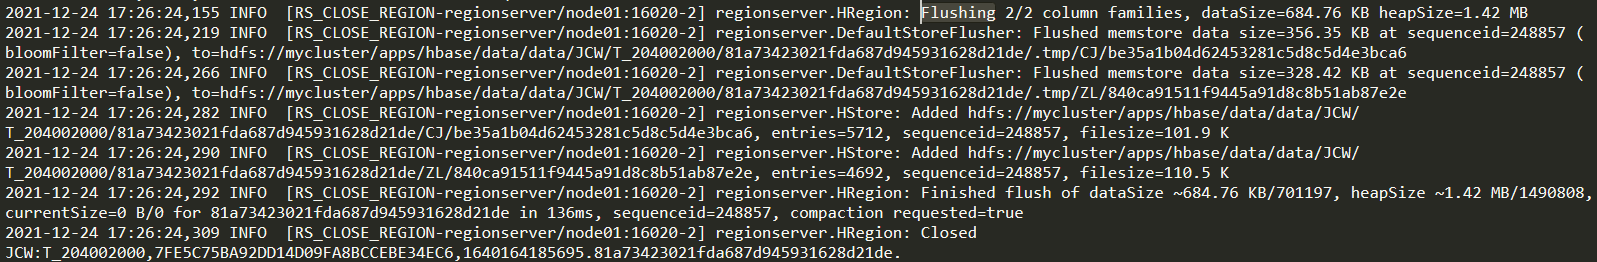 2021-12-24 17:26:24,155 INFO  [RS_CLOSE_REGION-regionserver/node01:16020-2] regionserver.HRegion: Flushing 2/2 column families, dataSize=684.76 KB heapSize=1.42 MB
2021-12-24 17:26:24,219 INFO  [RS_CLOSE_REGION-regionserver/node01:16020-2] regionserver.DefaultStoreFlusher: Flushed memstore data size=356.35 KB at sequenceid=248857 (
bloomFilter=false), to=hdfs://mycluster/apps/hbase/data/data/JCW/T_204002000/81a73423021fda687d945931628d21de/.tmp/CJ/be35a1b04d62453281c5d8c5d4e3bca6
2021-12-24 17:26:24,266 INFO  [RS_CLOSE_REGION-regionserver/node01:16020-2] regionserver.DefaultStoreFlusher: Flushed memstore data size=328.42 KB at sequenceid=248857 (
bloomFilter=false), to=hdfs://mycluster/apps/hbase/data/data/JCW/T_204002000/81a73423021fda687d945931628d21de/.tmp/ZL/840ca91511f9445a91d8c8b51ab87e2e
2021-12-24 17:26:24,282 INFO  [RS_CLOSE_REGION-regionserver/node01:16020-2] regionserver.HStore: Added hdfs://mycluster/apps/hbase/data/data/JCW/
T_204002000/81a73423021fda687d945931628d21de/CJ/be35a1b04d62453281c5d8c5d4e3bca6, entries=5712, sequenceid=248857, filesize=101.9 K
2021-12-24 17:26:24,290 INFO  [RS_CLOSE_REGION-regionserver/node01:16020-2] regionserver.HStore: Added hdfs://mycluster/apps/hbase/data/data/JCW/
T_204002000/81a73423021fda687d945931628d21de/ZL/840ca91511f9445a91d8c8b51ab87e2e, entries=4692, sequenceid=248857, filesize=110.5 K
2021-12-24 17:26:24,292 INFO  [RS_CLOSE_REGION-regionserver/node01:16020-2] regionserver.HRegion: Finished flush of dataSize ~684.76 KB/701197, heapSize ~1.42 MB/1490808,
currentSize=0 B/0 for 81a73423021fda687d945931628d21de in 136ms, sequenceid=248857, compaction requested=true
2021-12-24 17:26:24,309 INFO  [RS_CLOSE_REGION-regionserver/node01:16020-2] regionserver.HRegion: Closed
JCW:T_204002000,7FE5C75BA92DD14D09FA8BCCEBE34EC6,1640164185695.81a73423021fda687d945931628d21de.